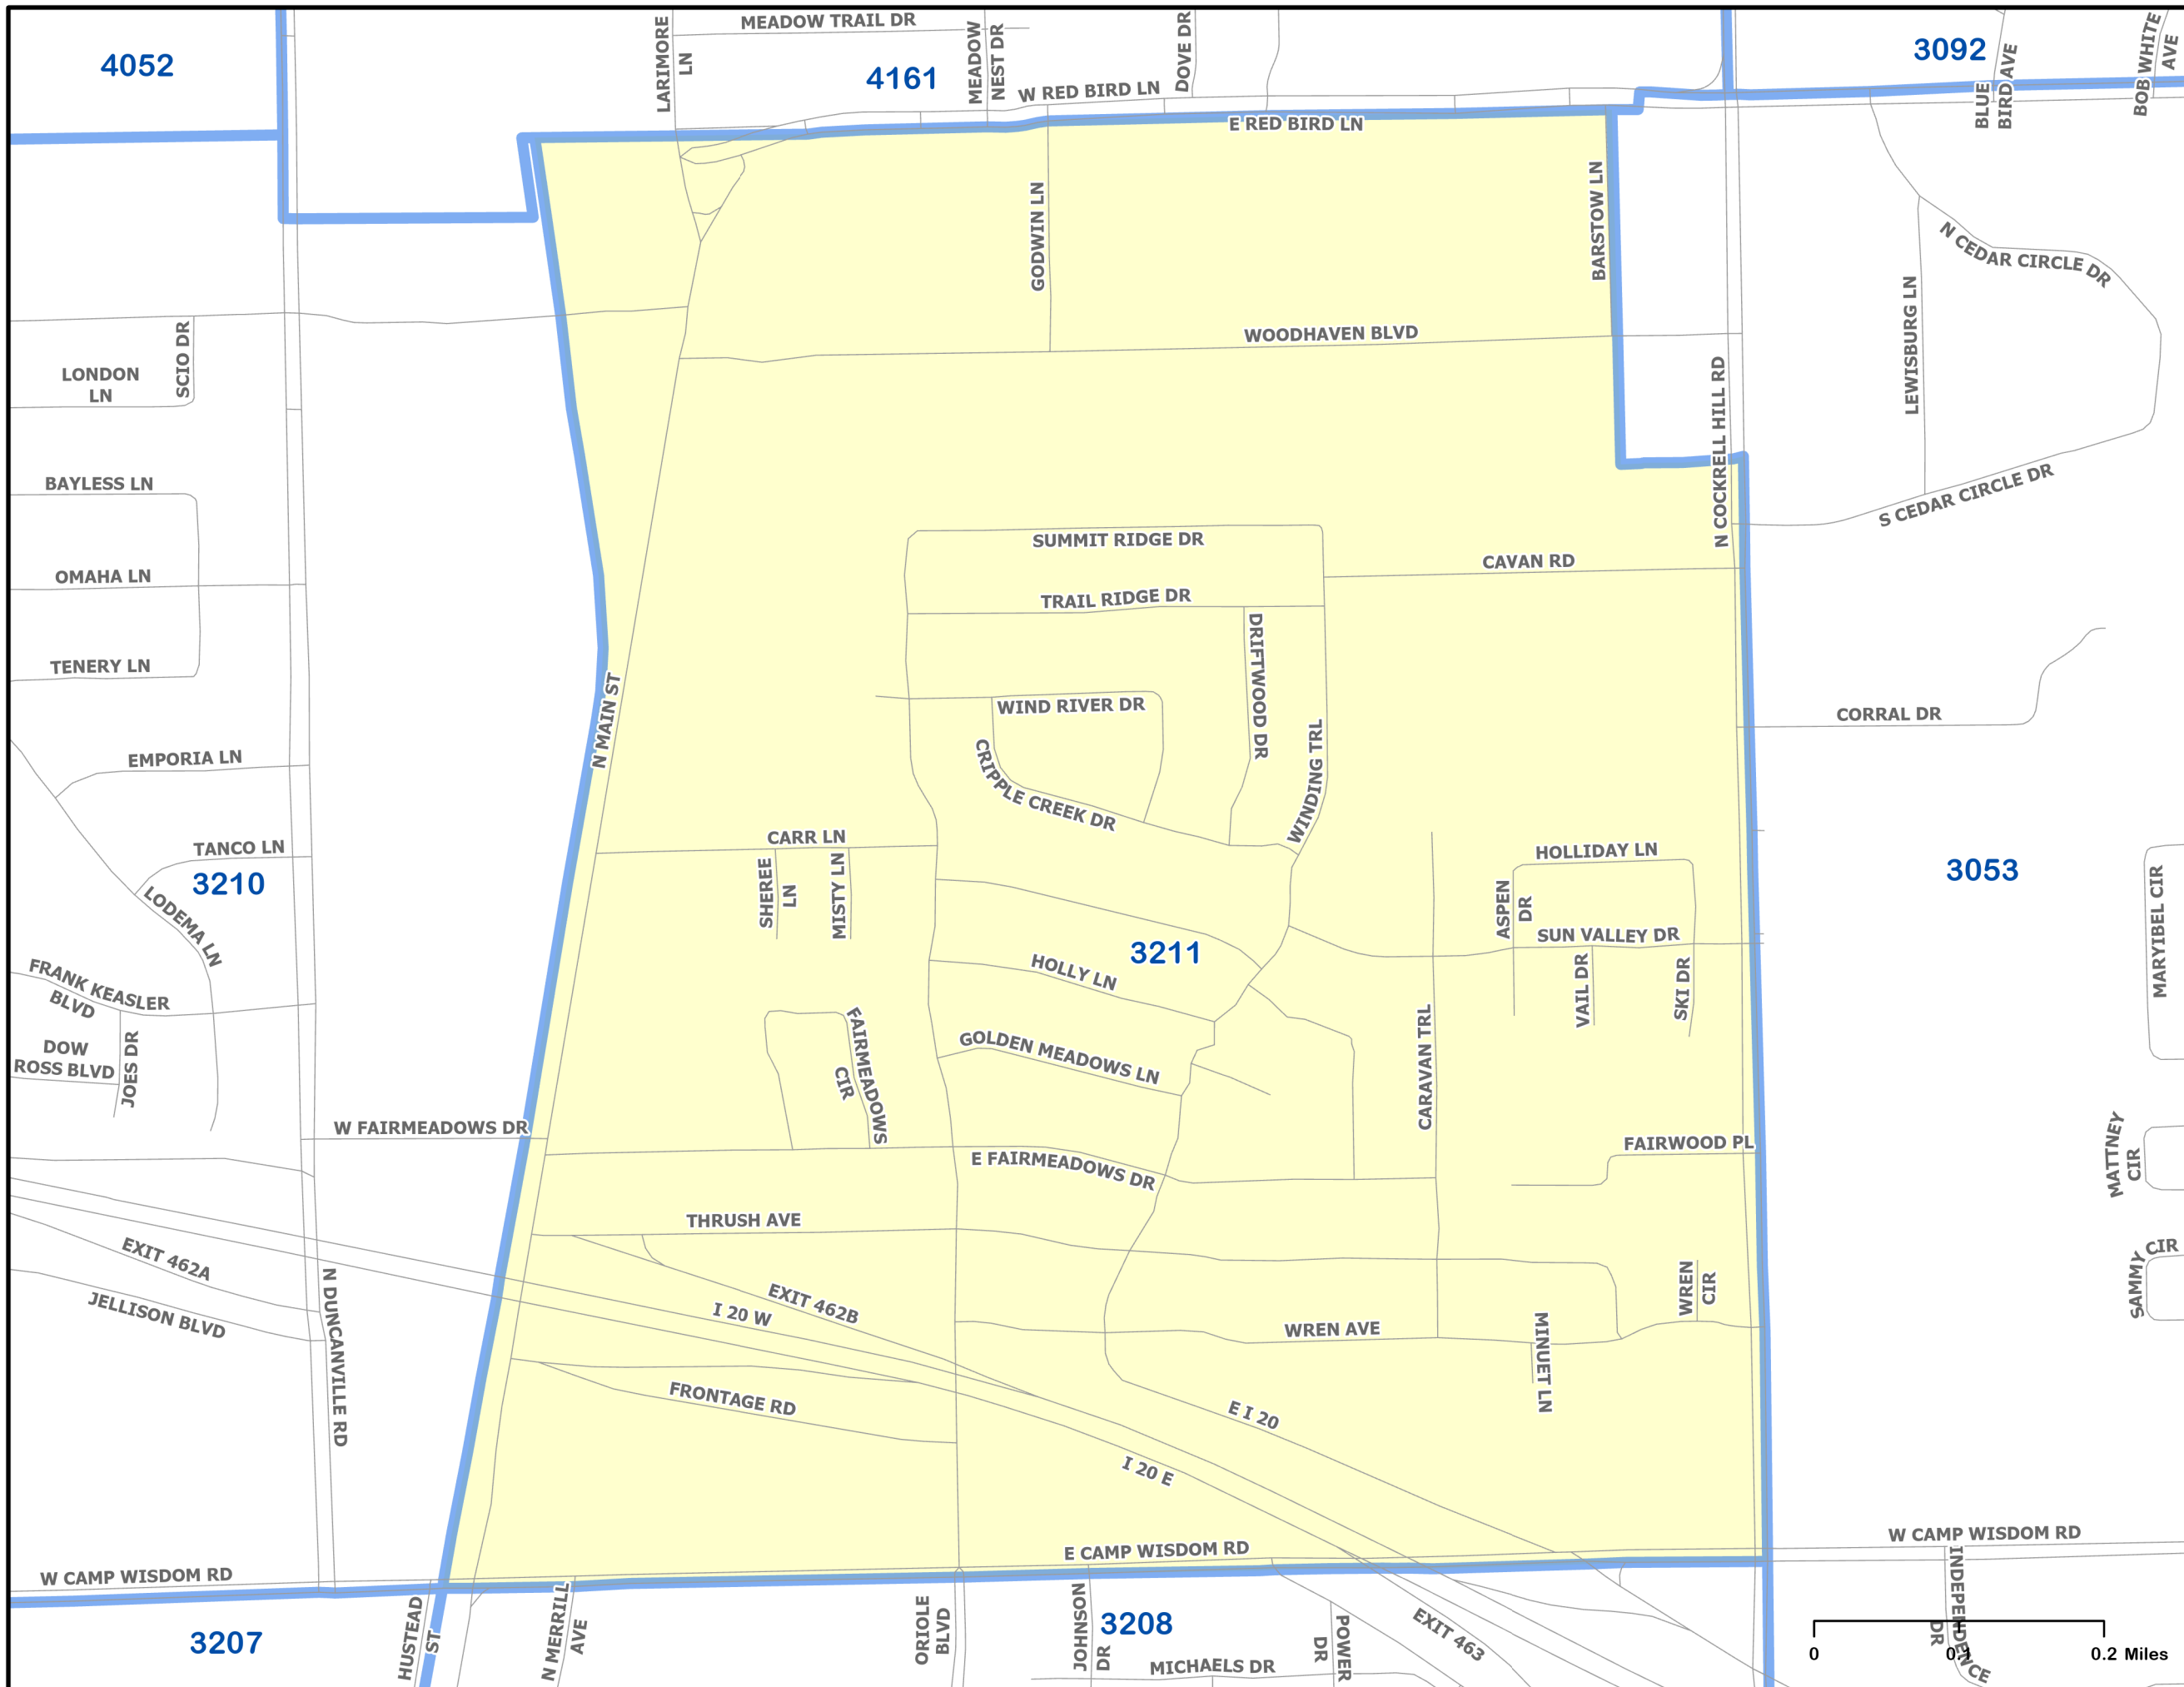 MEADOW TRAIL DR
LARIMORE
LN
MEADOW
NEST DR
DOVE DR
3092
BLUE
BIRD AVE
BOB WHITE
AVE
4052
4161
W RED BIRD LN
E RED BIRD LN
GODWIN LN
BARSTOW LN
N CEDAR CIRCLE DR
LEWISBURG LN
SCIO DR
LONDON
LN
WOODHAVEN BLVD
N COCKRELL HILL RD
S CEDAR CIRCLE DR
BAYLESS LN
OMAHA LN
TENERY LN
SUMMIT RIDGE DR
CAVAN RD
TRAIL RIDGE DR
DRIFTWOOD DR
WIND RIVER DR
CRIPPLE CREEK DR
WINDING TRL
CORRAL DR
N MAIN ST
EMPORIA LN
TANCO LN
3210
LODEMA LN
CARR LN
SHEREE
LN
MISTY LN
HOLLIDAY LN
ASPEN
DR
SUN VALLEY DR
VAIL DR
SKI DR
3053
MARYIBEL CIR
3211
HOLLY LN
GOLDEN MEADOWS LN
FAIRMEADOWS
CIR
CARAVAN TRL
FRANK KEASLER
BLVD
DOW
ROSS BLVD
JOES DR
W FAIRMEADOWS DR
E FAIRMEADOWS DR
FAIRWOOD PL
MATTNEY
CIR
THRUSH AVE
EXIT 462A
JELLISON BLVD
N DUNCANVILLE RD
EXIT 462B
I 20 W
WREN AVE
WREN
CIR
MINUET LN
SAMMY
CIR
FRONTAGE RD
E I 20
I 20 E
W CAMP WISDOM RD
E CAMP WISDOM RD
W CAMP WISDOM RD
3207
HUSTEAD
ST
N MERRILL
AVE
ORIOLE
BLVD
JOHNSON
DR
3208
MICHAELS DR
POWER
DR
EXIT 463
INDEPENDENCE
DR
0
0.1
0.2 Miles